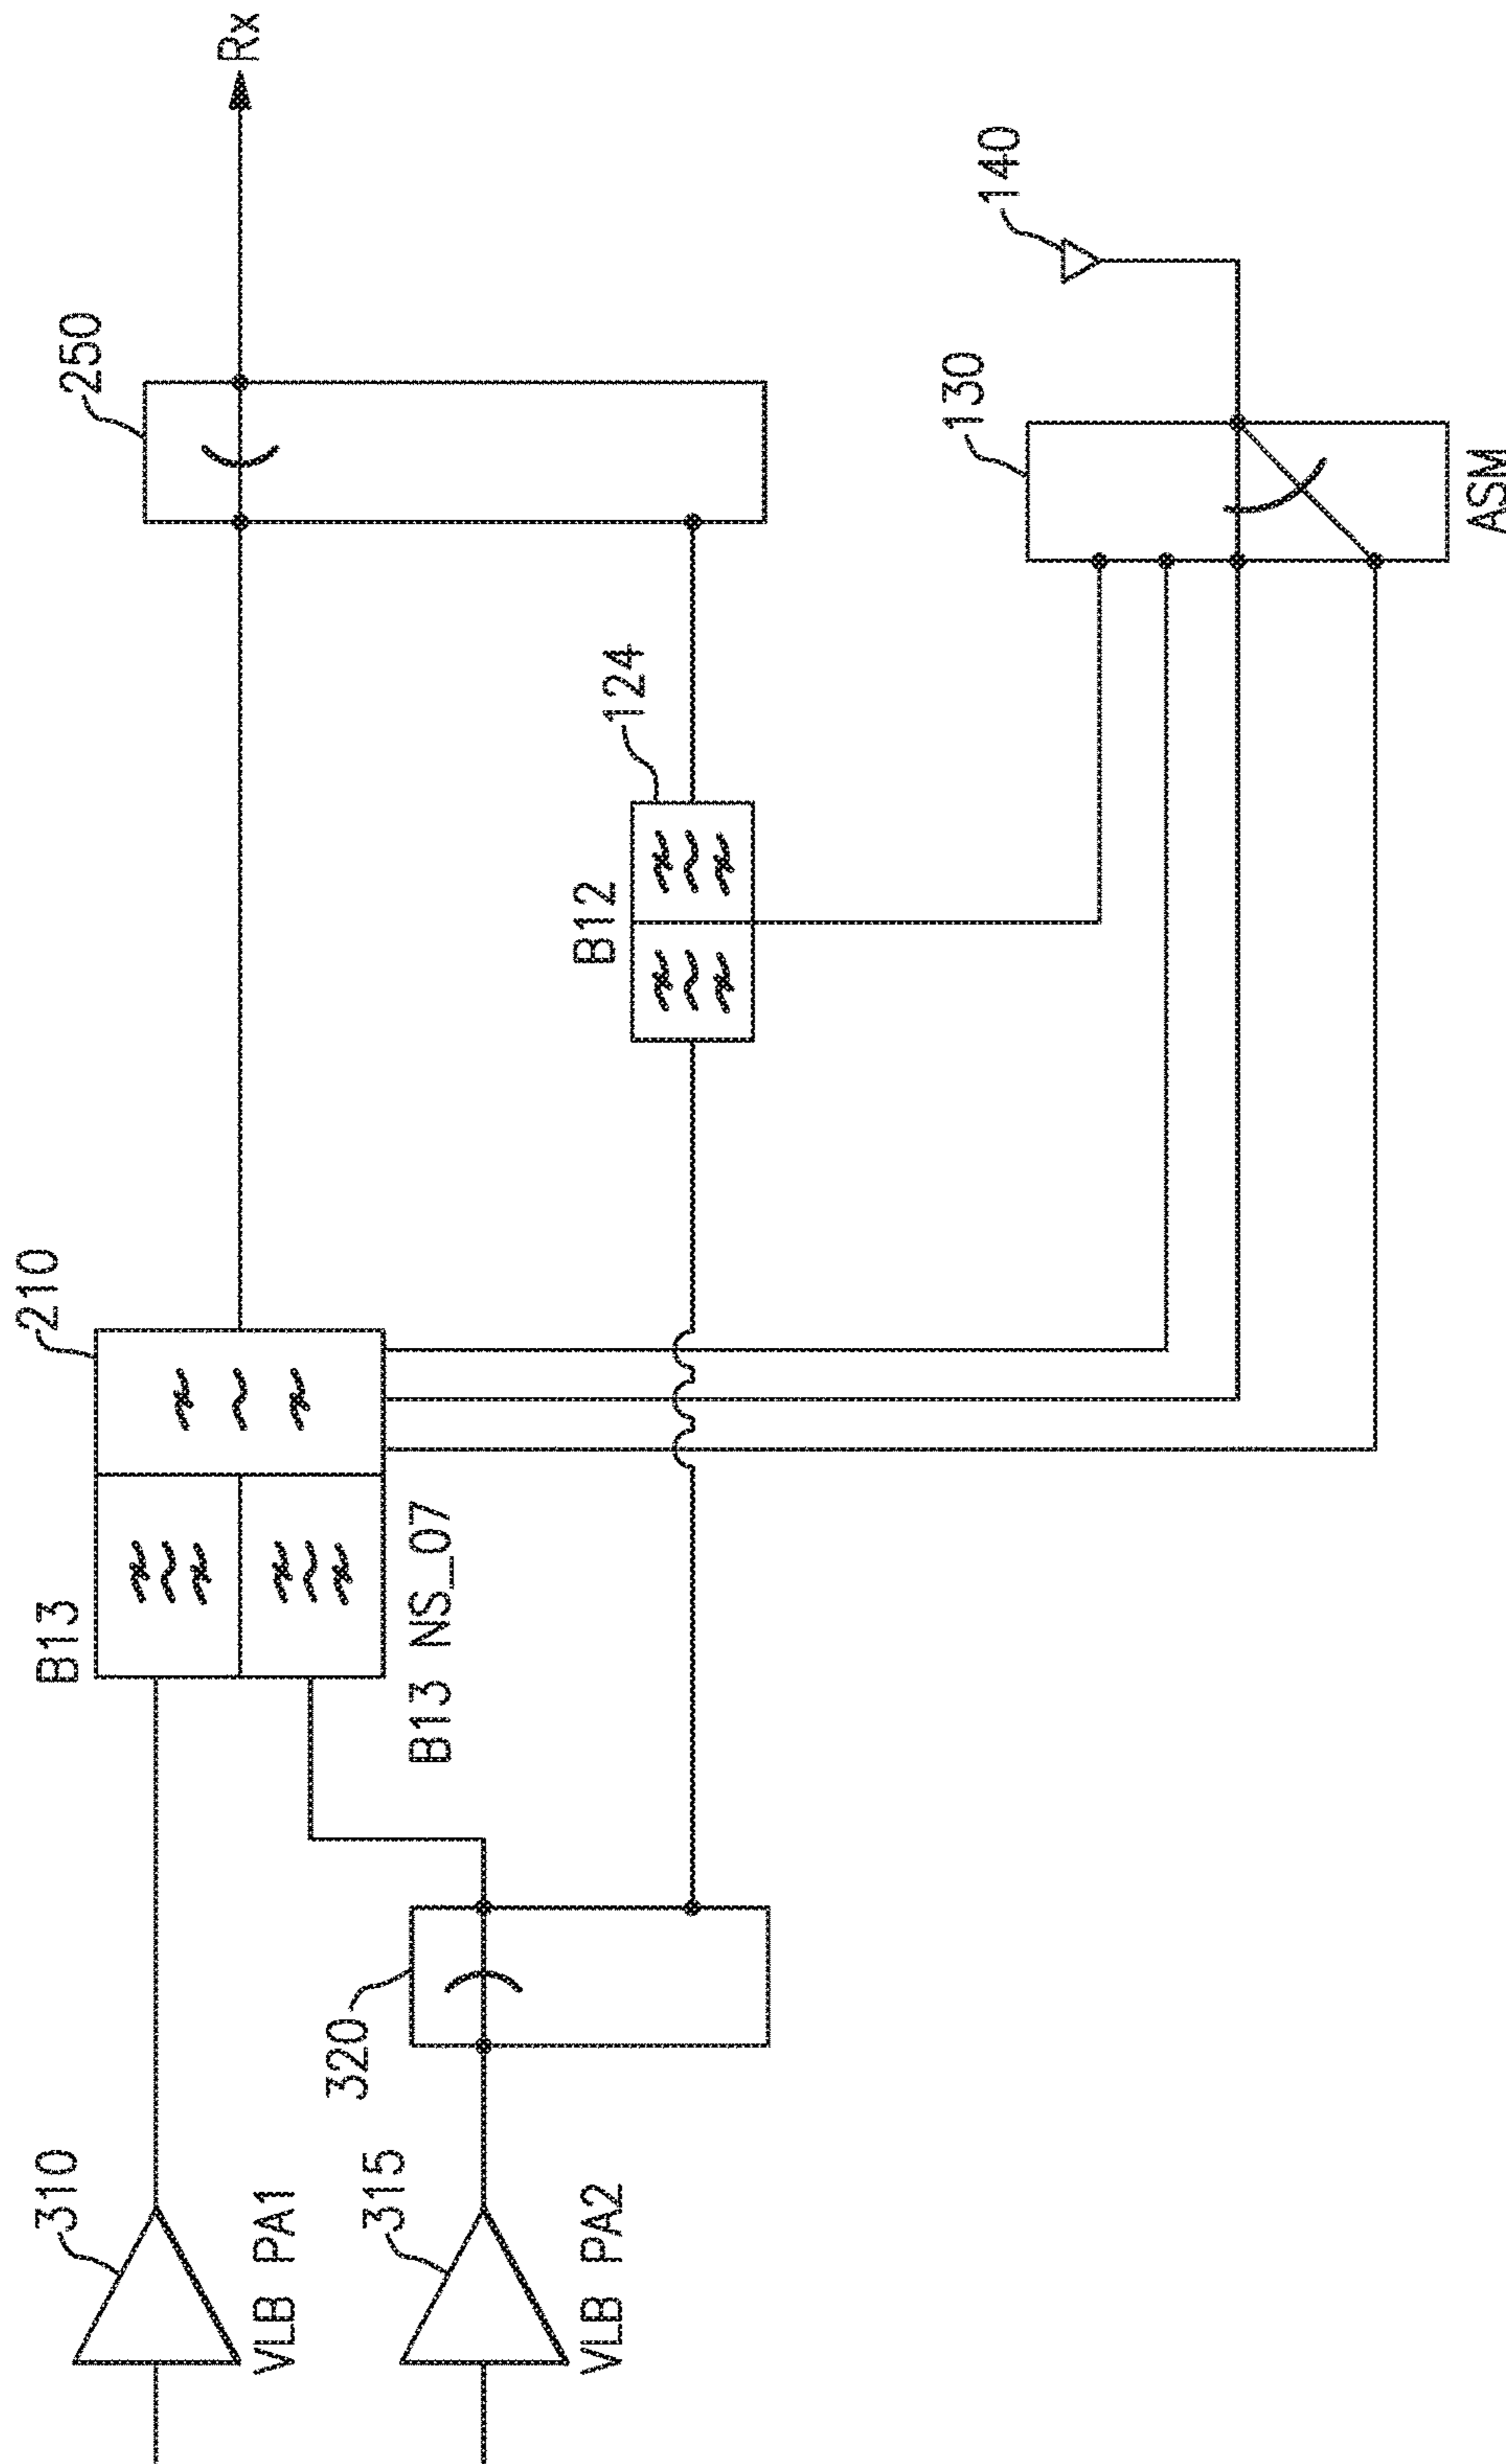 310
VLB PA1
315
VLB PA2
320
B13
B13 NS_07
210
B12
124
250
Rx
130
ASM
140